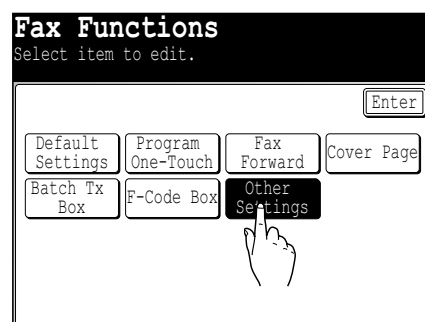 Fax Functions
Select item to edit.
Enter
Default Settings
Program One-Touch
Fax Forward
Cover Page
Batch Tx Box
F-Code Box
Other Settings